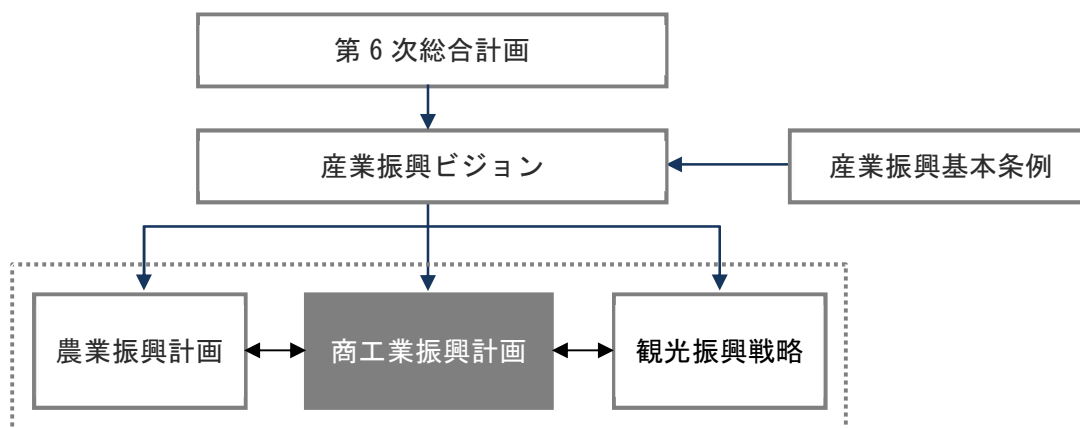 第6次総合計画
産業振興ビジョン
産業振興基本条例
農業振興計画
商工業振興計画
観光振興戦略